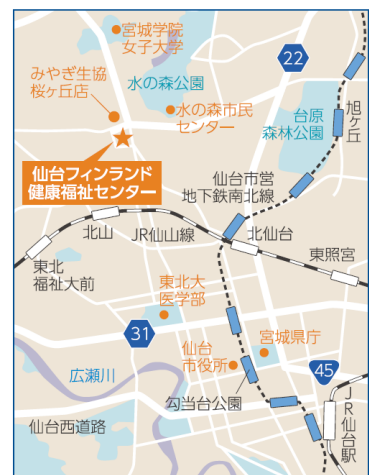 宮城学院
女子大学
みやぎ生協
桜ヶ丘店
水の森公園
22
水の森市民
センター
台原
森林公園
旭ヶ丘
仙台フィンランド
健康福祉センター
仙台市営
地下鉄南北線
北山
JR仙山線
北仙台
東照宮
東北
福祉大前
東北大
医学部
31
宮城県庁
仙台
市役所
広瀬川
45
勾当台公園
仙台西道路
JR仙台駅